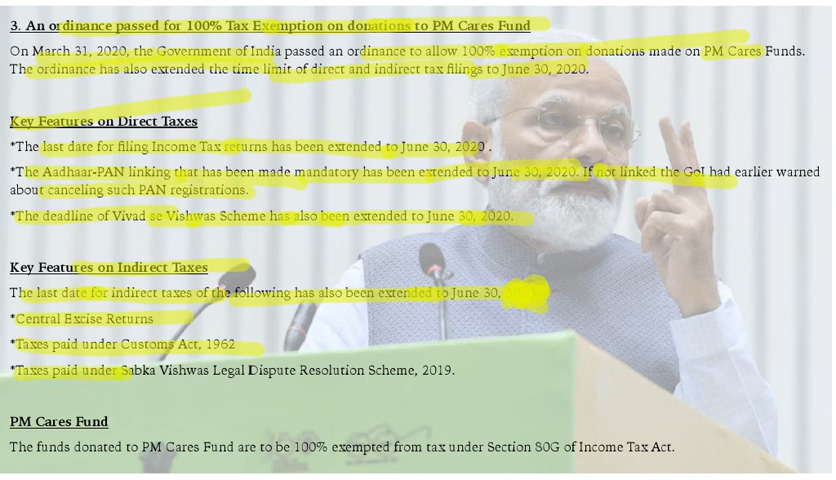 3. An ordinance passed for 100% Tax Exemption on donations to PM Cares Fund
On March 31, 2020, the Government of India passed an ordinance to allow 100% exemption on donations made on PM Cares Funds.
The ordinance has also extended the time limit of direct and indirect tax filings to June 30, 2020.
Key Features on Direct Taxes
*The last date for filing Income Tax returns has been extended to June 30, 2020 .
*The Aadhaar-PAN linking that has been made mandatory has been extended to June 30, 2020. If not linked the GoI had earlier warned
about canceling such PAN registrations.
*The deadline of Vivad se Vishwas Scheme has also been extended to June 30, 2020.
Key Features on Indirect Taxes
The last date for indirect taxes of the following has also been extended to June 30,
*Central Excise Returns
*Taxes paid under Customs Act, 1962
*Taxes paid under Sabka Vishwas Legal Dispute Resolution Scheme, 2019.
PM Cares Fund
The funds donated to PM Cares Fund are to be 100% exempted from tax under Section 80G of Income Tax Act.